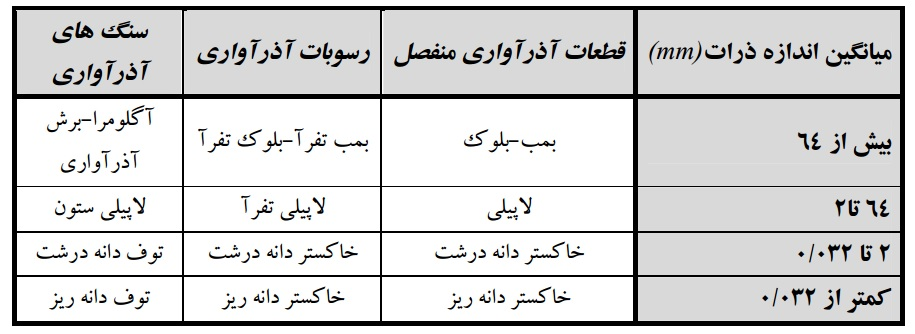 میانگین اندازه ذرات(mm) قطعات آذرآواری منفصل رسوبات آذرآواری سنگ های
آذرآواری
بیش از ۶۴ بمب-بلوک بمب تفرآ-بلوک تفرآ آگلومرا-برش
آذرآواری
۶۴ تا۲ لاپیلی لاپیلی تفرآ لاپیلی ستون
۲ تا ۰/۰۳۲ خاکستر دانه درشت خاکستر دانه درشت توف دانه درشت
کمتر از ۰/۰۳۲ خاکستر دانه ریز خاکستر دانه ریز توف دانه ریز